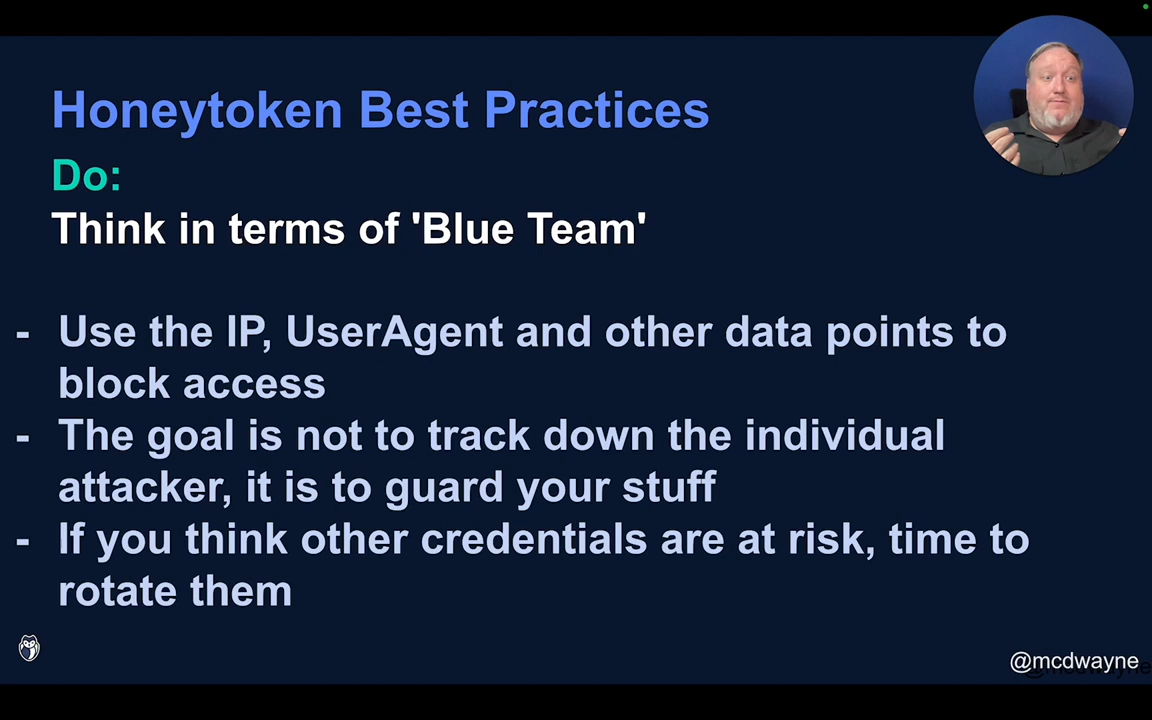 Honeytoken Best Practices
Do:
Think in terms of 'Blue Team'
- Use the IP, UserAgent and other data points to
block access
- The goal is not to track down the individual
attacker, it is to guard your stuff
- If you think other credentials are at risk, time to
rotate them
@mcdwayne